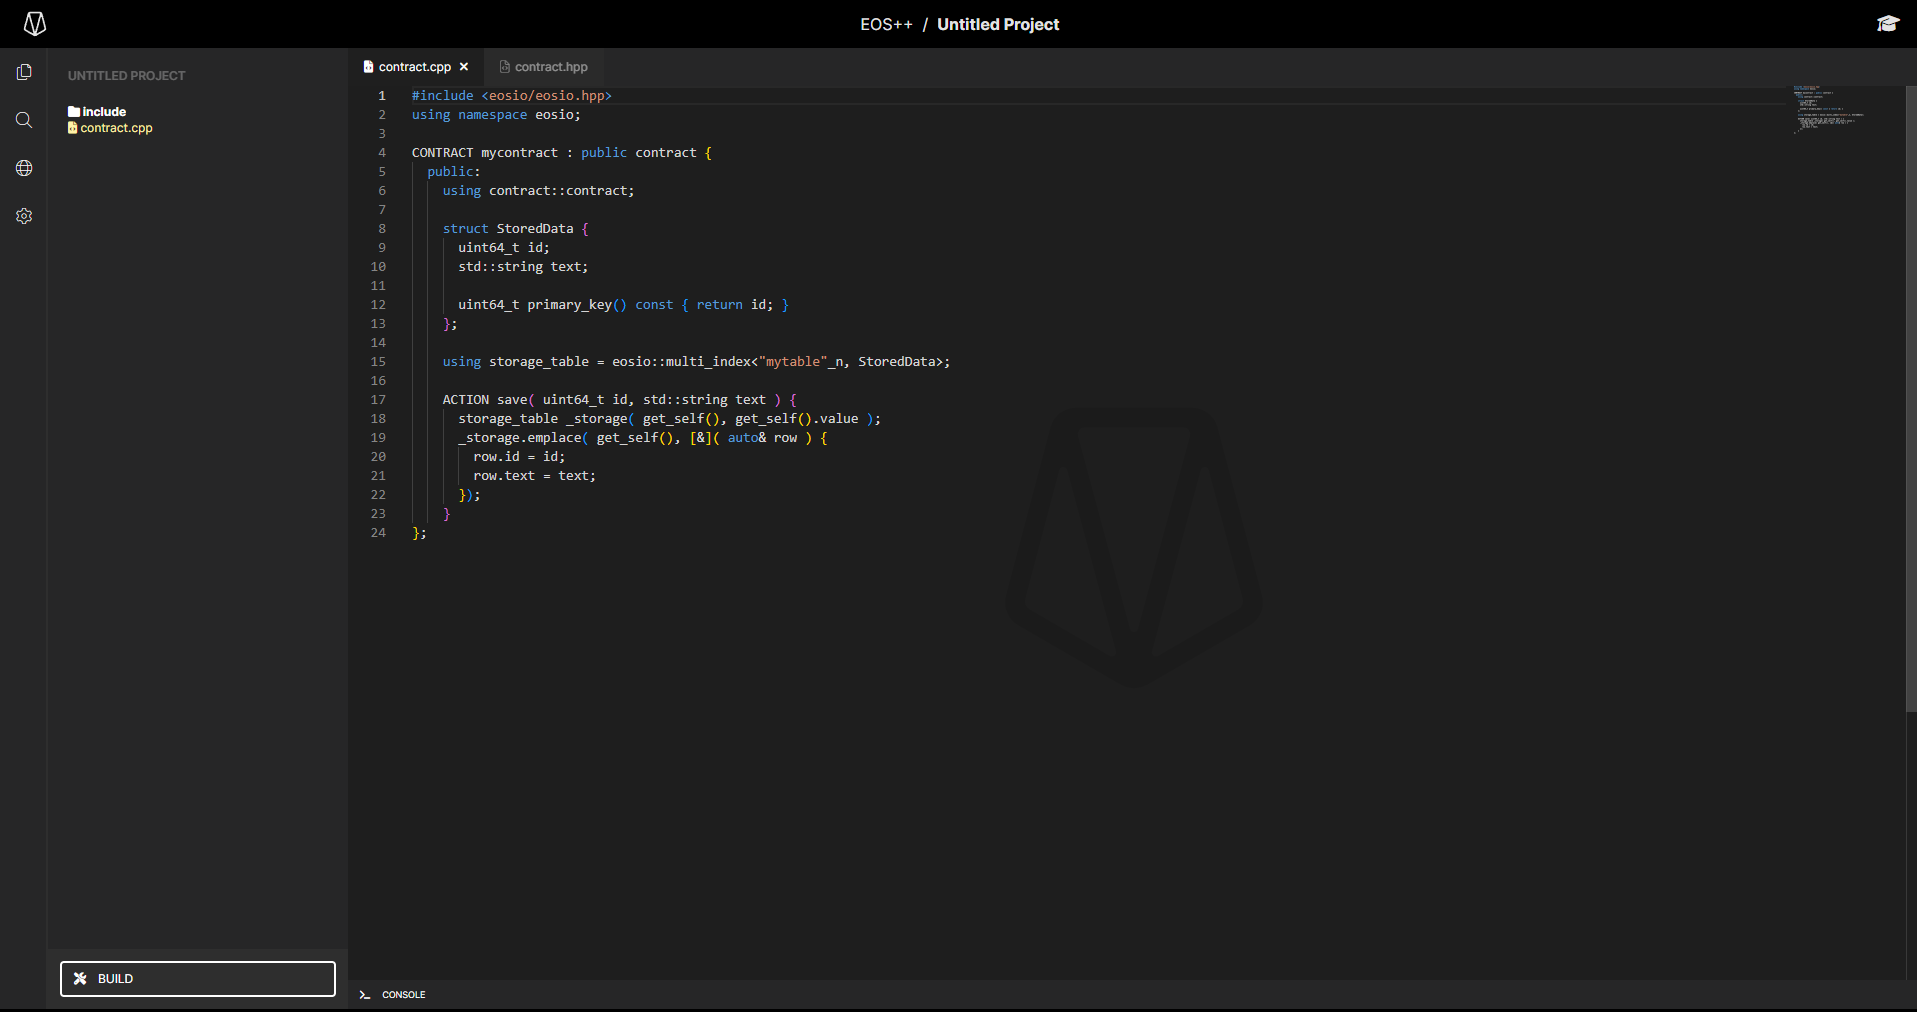 EOS++ / Untitled Project
UNTITLED PROJECT
include
contract.cpp
contract.cpp
contract.hpp
1 #include <eosio/eosio.hpp>
2 using namespace eosio;
3
4 CONTRACT mycontract : public contract {
5   public:
6     using contract::contract;
7
8     struct StoredData {
9       uint64_t id;
10       std::string text;
11
12       uint64_t primary_key() const { return id; }
13     };
14
15     using storage_table = eosio::multi_index<"mytable"_n, StoredData>;
16
17     ACTION save( uint64_t id, std::string text ) {
18       storage_table _storage( get_self(), get_self().value );
19       _storage.emplace( get_self(), [&]( auto& row ) {
20         row.id = id;
21         row.text = text;
22       });
23     }
24 };
BUILD
CONSOLE